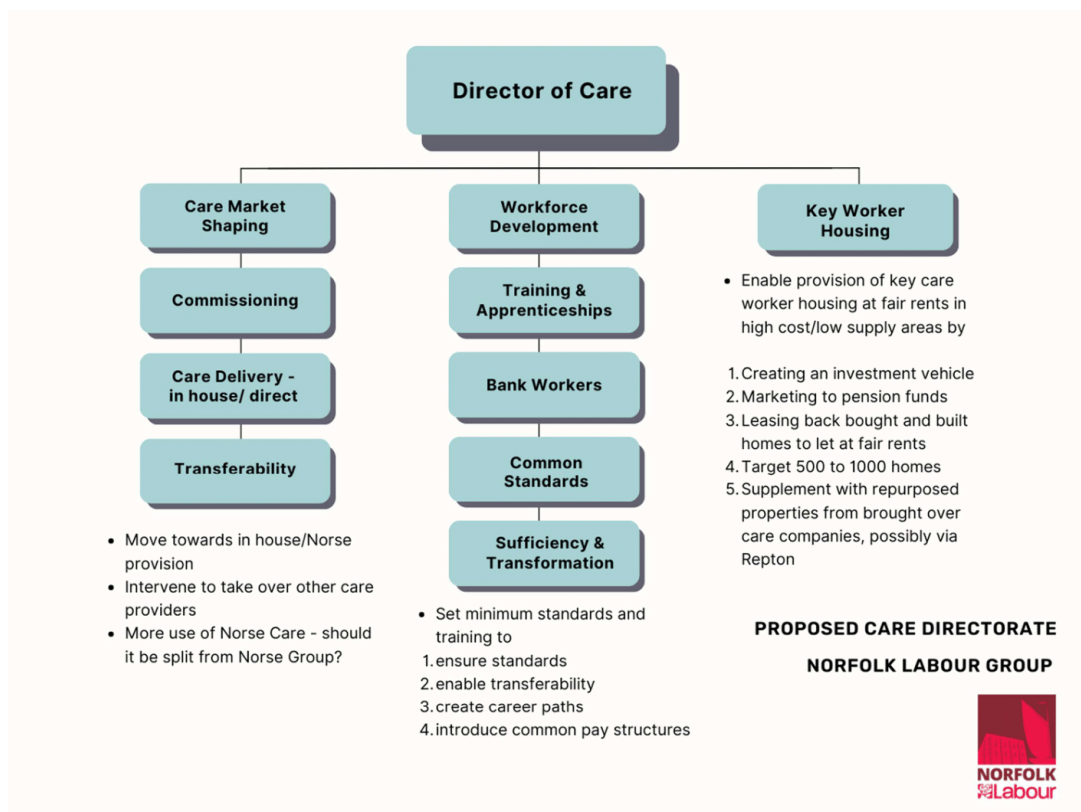 Director of Care
Care Market
Shaping
Commissioning
Care Delivery -
in house/ direct
Transferability
• Move towards in house/Norse
provision
• Intervene to take over other care
providers
• More use of Norse Care - should
it be split from Norse Group?
Workforce
Development
Training &
Apprenticeships
Bank Workers
Common
Standards
Sufficiency &
Transformation
• Set minimum standards and
training to
1. ensure standards
2. enable transferability
3. create career paths
4. introduce common pay structures
Key Worker
Housing
• Enable provision of key care
worker housing at fair rents in
high cost/low supply areas by
1. Creating an investment vehicle
2. Marketing to pension funds
3. Leasing back bought and built
homes to let at fair rents
4. Target 500 to 1000 homes
5. Supplement with repurposed
properties from brought over
care companies, possibly via
Repton
PROPOSED CARE DIRECTORATE
NORFOLK LABOUR GROUP
NORFOLK
Labour